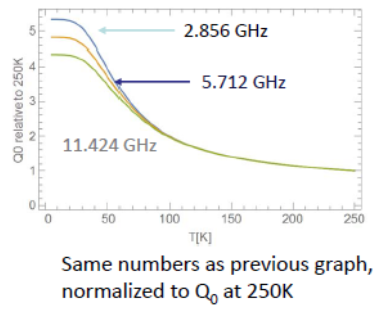 2.856 GHz
5.712 GHz
11.424 GHz
QD relative to 250K
5
4
3
2
1
0
0 50 100 150 200 250
T[K]
Same numbers as previous graph,
normalized to Q0 at 250K